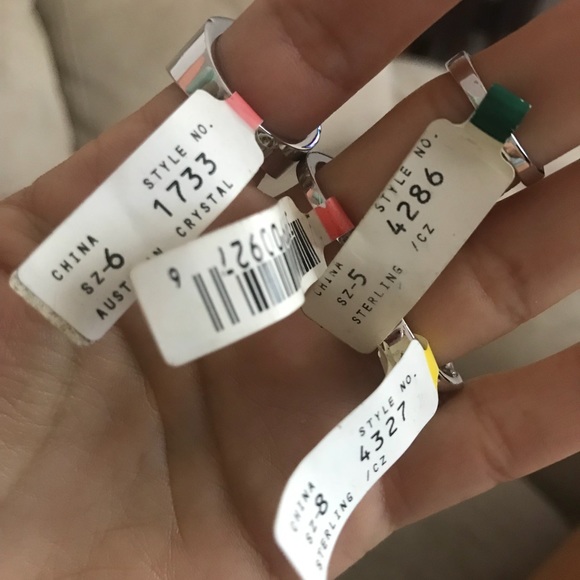 STYLE NO.
1733
CHINA
SZ-6
CRYSTAL
STYLE NO.
4286
CHINA
SZ-5
STERLING /CZ
STYLE NO.
4327
CHINA
SZ-8
STERLING /CZ